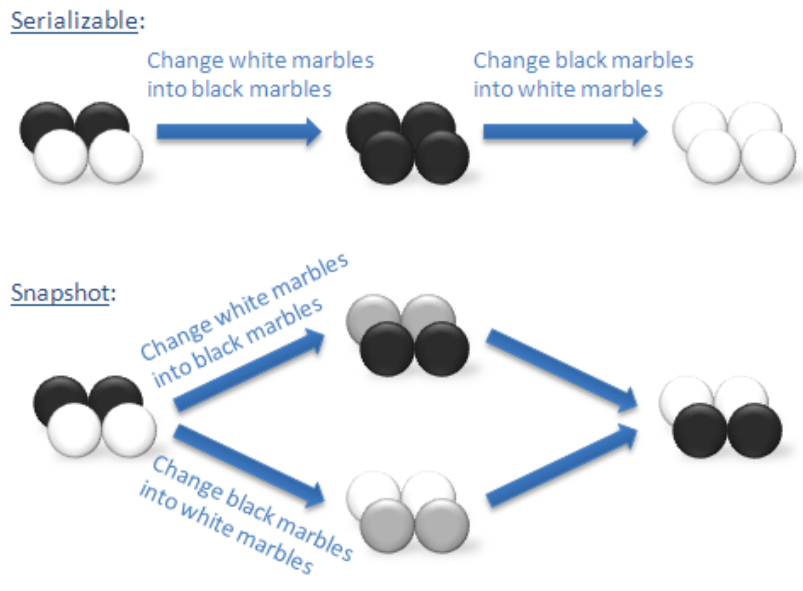 Serializable:
Change white marbles
into black marbles
Change black marbles
into white marbles
Snapshot:
Change white marbles
into black marbles
Change black marbles
into white marbles